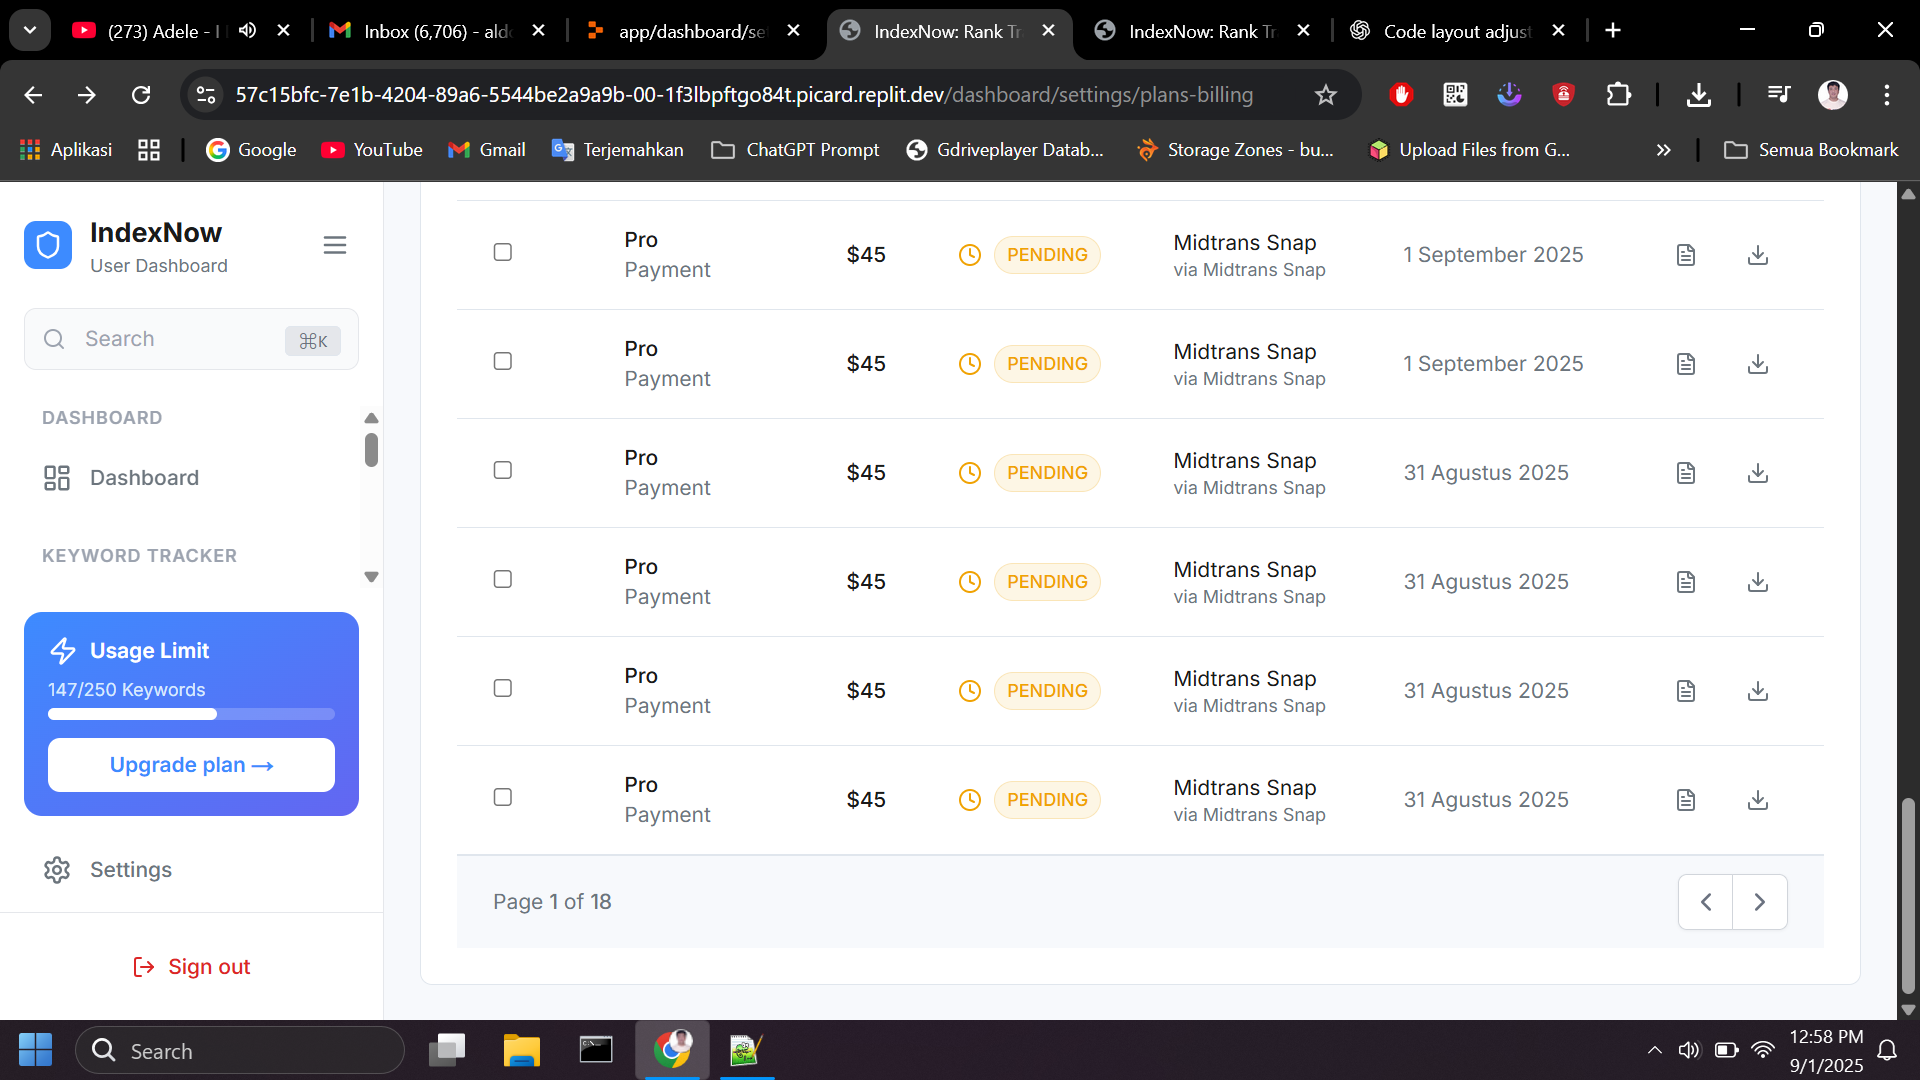 (273) Adele - I
Inbox (6,706) - ald
app/dashboard/se
IndexNow: Rank Tr
IndexNow: Rank Tr
Code layout adjust
57c15bfc-7e1b-4204-89a6-5544be2a9a9b-00-1f3lbpftgo84t.picard.replit.dev/dashboard/settings/plans-billing
Aplikasi
Google
YouTube
Gmail
Terjemahkan
ChatGPT Prompt
Gdriveplayer Datab...
Storage Zones - bu...
Upload Files from G...
Semua Bookmark
IndexNow
User Dashboard
Search
⌘K
DASHBOARD
Dashboard
KEYWORD TRACKER
Usage Limit
147/250 Keywords
Upgrade plan →
Settings
Sign out
Pro
Payment
$45
PENDING
Midtrans Snap
via Midtrans Snap
1 September 2025
Pro
Payment
$45
PENDING
Midtrans Snap
via Midtrans Snap
1 September 2025
Pro
Payment
$45
PENDING
Midtrans Snap
via Midtrans Snap
31 Agustus 2025
Pro
Payment
$45
PENDING
Midtrans Snap
via Midtrans Snap
31 Agustus 2025
Pro
Payment
$45
PENDING
Midtrans Snap
via Midtrans Snap
31 Agustus 2025
Pro
Payment
$45
PENDING
Midtrans Snap
via Midtrans Snap
31 Agustus 2025
Page 1 of 18
Search
12:58 PM
9/1/2025